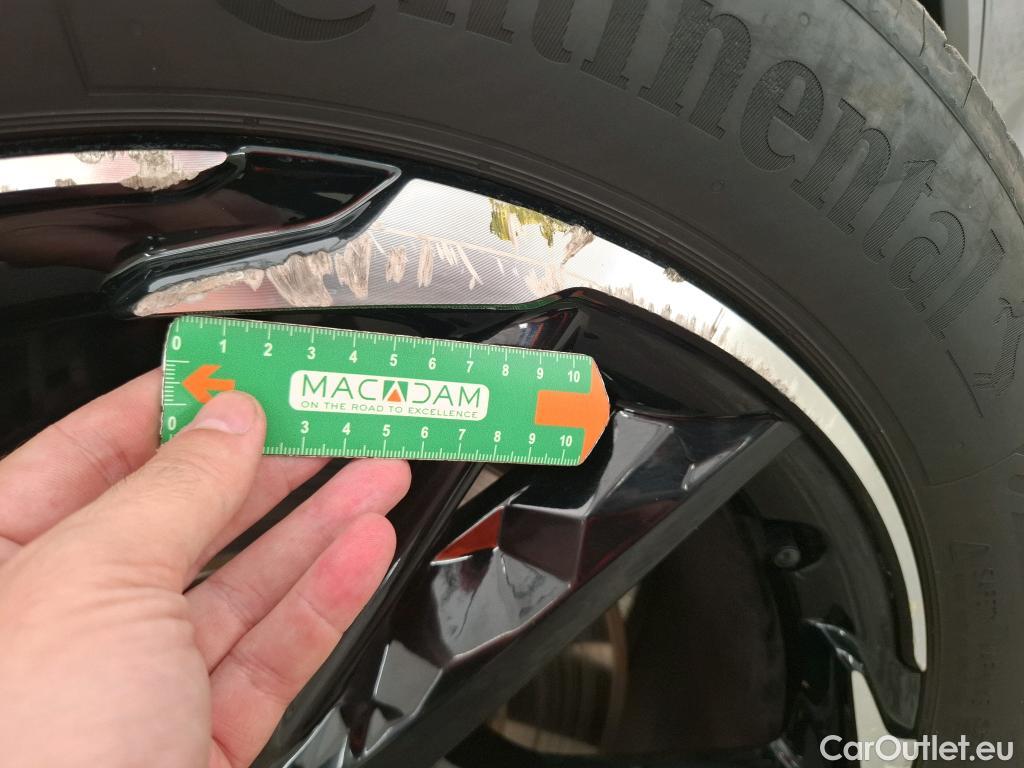 Continental
0 1 2 3 4 5 6 7 8 9 10
MACADAM
ON THE ROAD TO EXCELLENCE
0 3 4 5 6 7 8 9 10
CarOutlet.eu